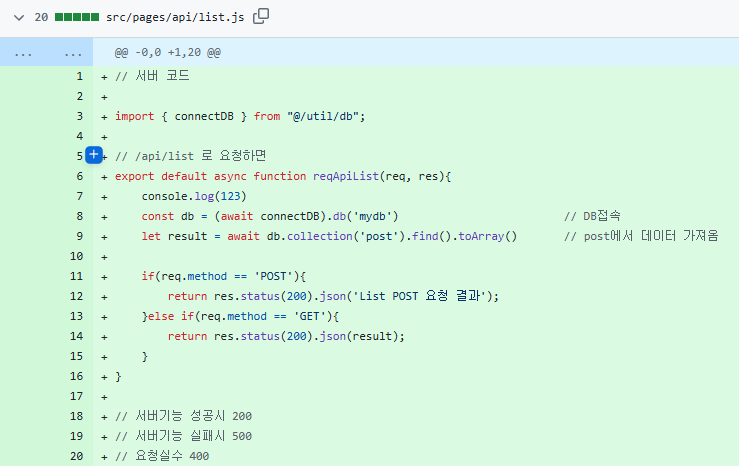 20 src/pages/api/list.js
... ... @@ -0,0 +1,20 @@
1 + // 서버 코드
2 +
3 + import { connectDB } from "@/util/db";
4 +
5 + // /api/list 로 요청하면
6 + export default async function reqApiList(req, res){
7 +     console.log(123)
8 +     const db = (await connectDB).db('mydb')                         // DB접속
9 +     let result = await db.collection('post').find().toArray()       // post에서 데이터 가져옴
10 +
11 +     if(req.method == 'POST'){
12 +         return res.status(200).json('List POST 요청 결과');
13 +     }else if(req.method == 'GET'){
14 +         return res.status(200).json(result);
15 +     }
16 + }
17 +
18 + // 서버기능 성공시 200
19 + // 서버기능 실패시 500
20 + // 요청실수 400